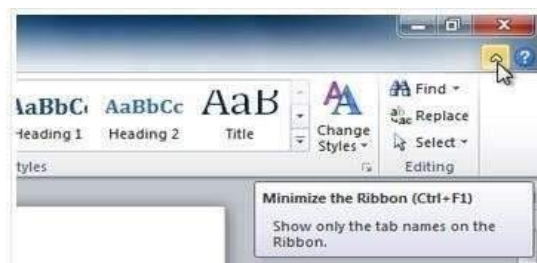 Find
AaBbCc AaBbCc AaB
Replace
Heading 1 Heading 2 Title Change Styles
Select
tyles Editing
Minimize the Ribbon (Ctrl+F1)
Show only the tab names on the
Ribbon.